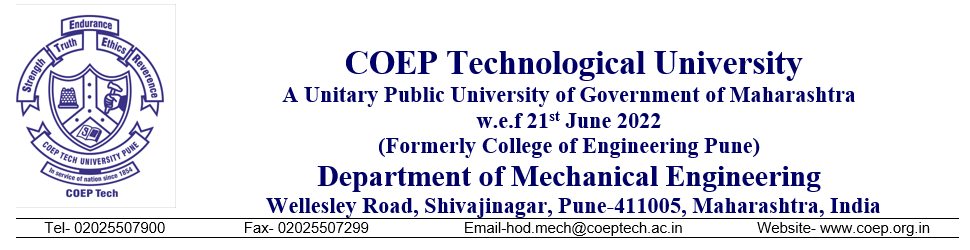 Endurance
Truth Ethics
Strength Reverence
COEP TECH UNIVERSITY PUNE
In service of nation since 1854
COEP Tech
COEP Technological University
A Unitary Public University of Government of Maharashtra
w.e.f 21st June 2022
(Formerly College of Engineering Pune)
Department of Mechanical Engineering
Wellesley Road, Shivajinagar, Pune-411005, Maharashtra, India
Tel- 02025507900 Fax- 02025507299 Email-hod.mech@coeptech.ac.in Website- www.coep.org.in